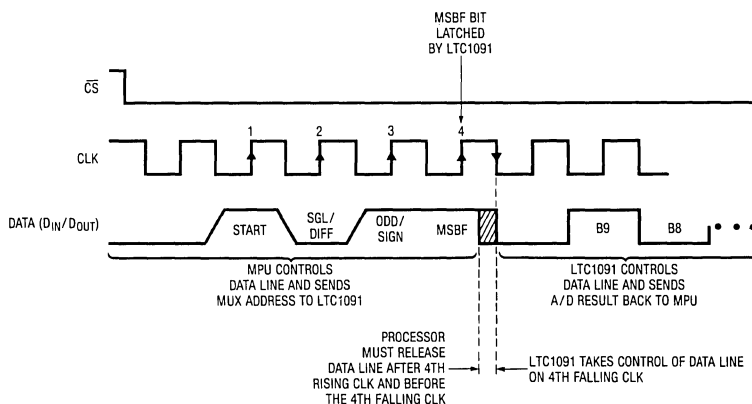 MSBF BIT
LATCHED
BY LTC1091
CS
1 2 3 4
CLK
DATA (DIN/DOUT)
START
SGL/
DIFF
ODD/
SIGN
MSBF
B9
B8
• • •
MPU CONTROLS
DATA LINE AND SENDS
MUX ADDRESS TO LTC1091
LTC1091 CONTROLS
DATA LINE AND SENDS
A/D RESULT BACK TO MPU
PROCESSOR
MUST RELEASE
DATA LINE AFTER 4TH
RISING CLK AND BEFORE
THE 4TH FALLING CLK
LTC1091 TAKES CONTROL OF DATA LINE
ON 4TH FALLING CLK